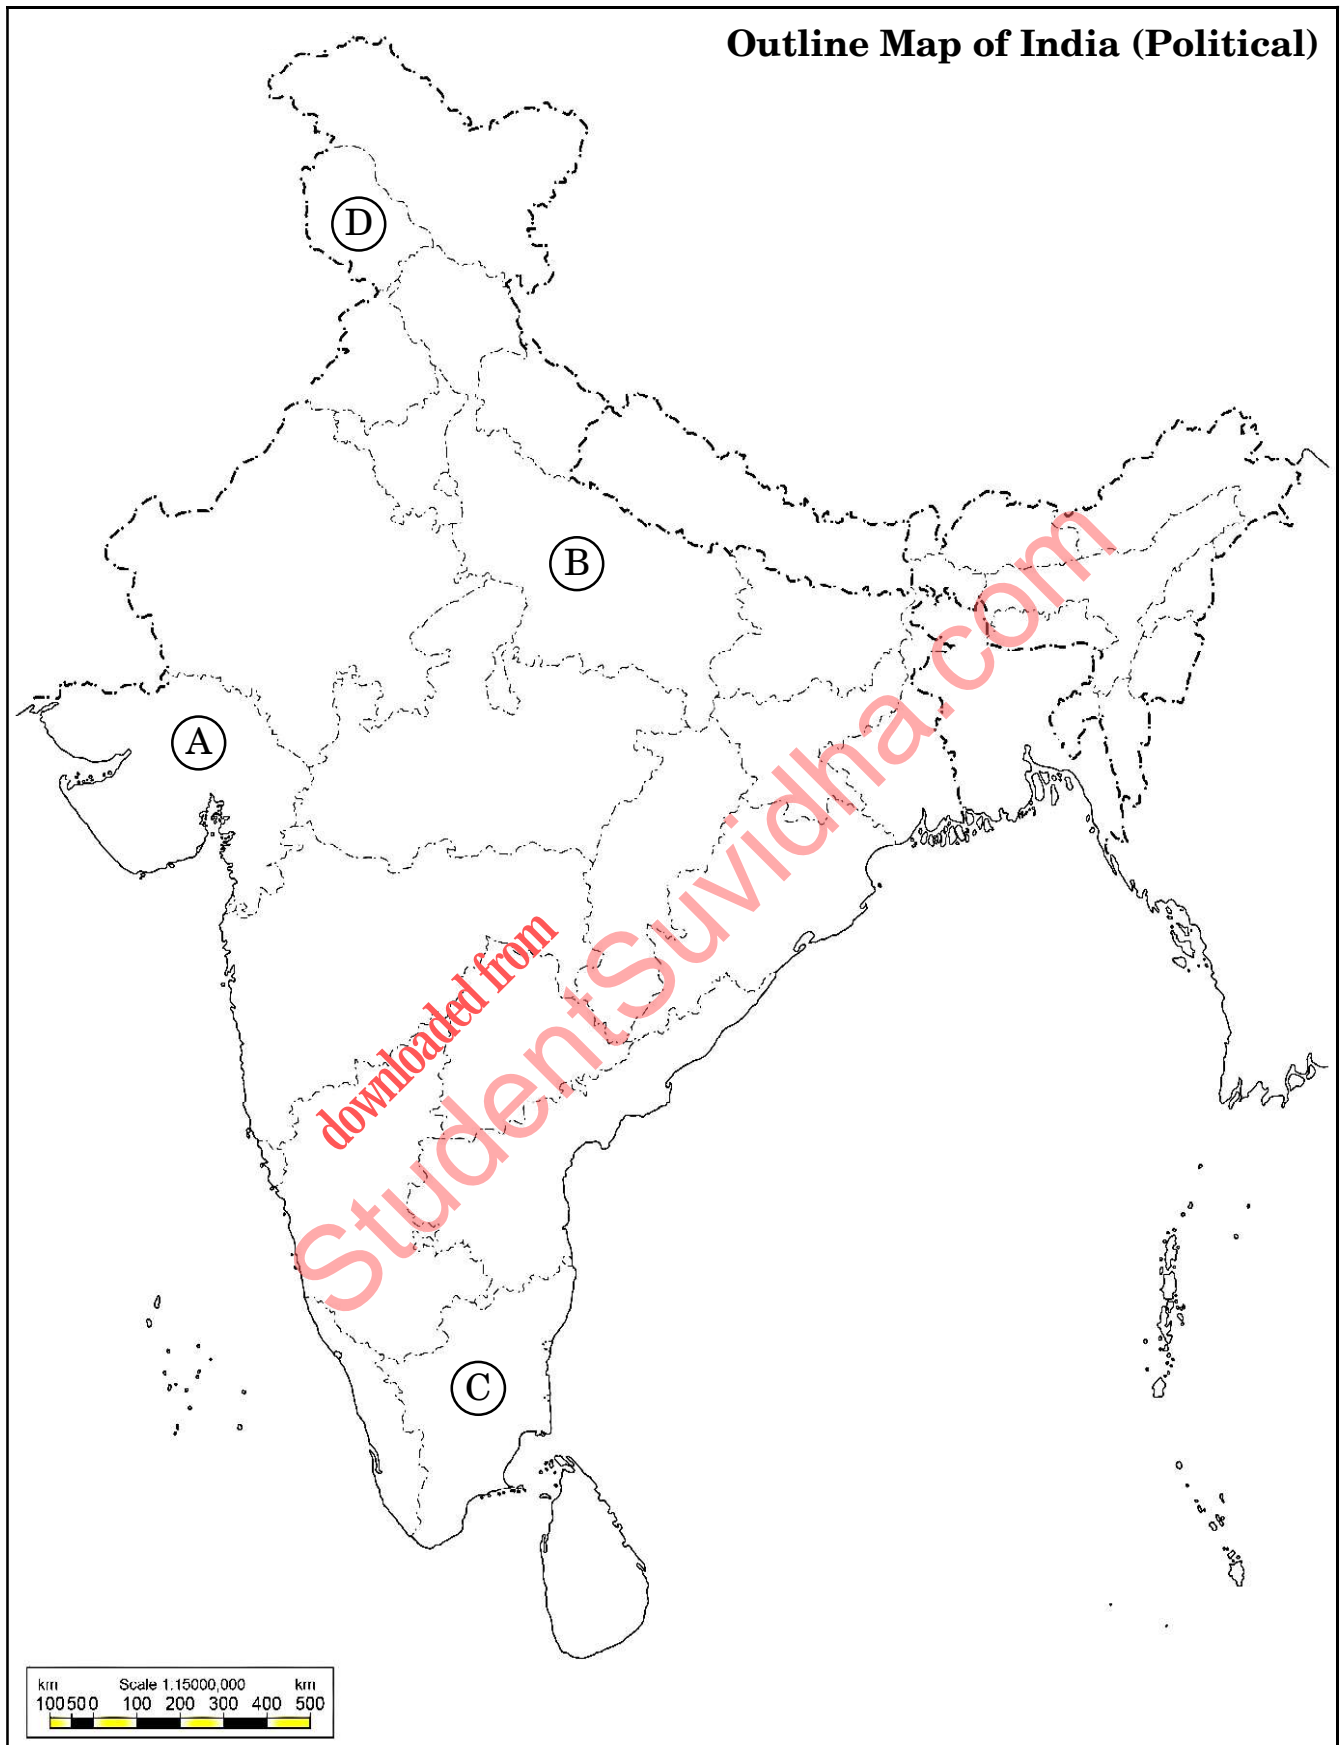 Outline Map of India (Political)
D
B
A
downloaded from
StudentSuvidha.com
C
km Scale 1:15000,000 km
100 50 0 100 200 300 400 500